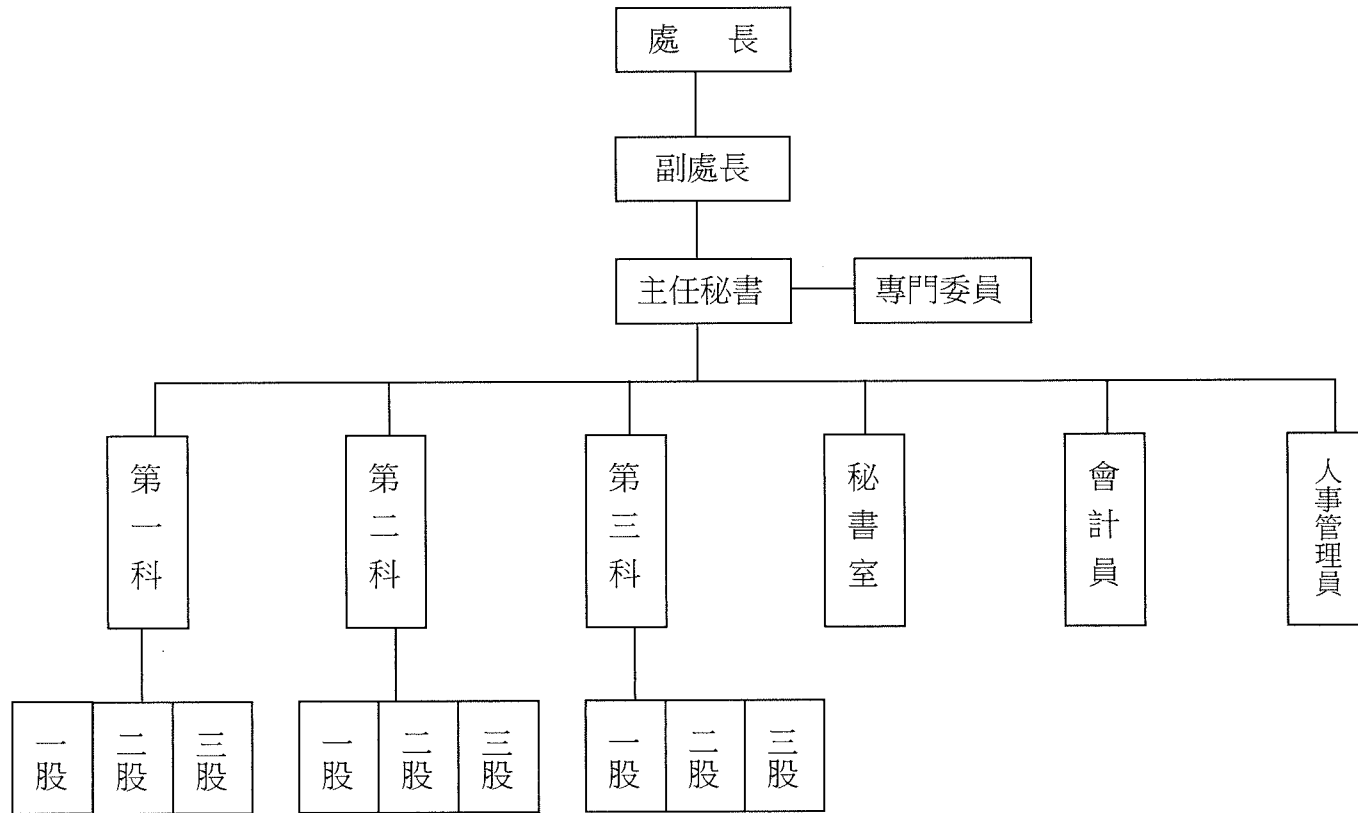 處 長
副處長
主任秘書
專門委員
第一科
第二科
第三科
秘書室
會計員
人事管理員
一股
二股
三股
一股
二股
三股
一股
二股
三股